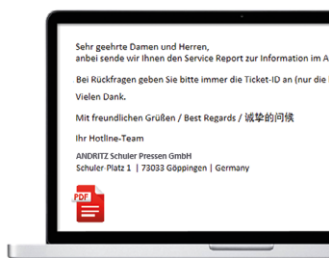 Sehr geehrte Damen und Herren,
anbei sende wir Ihnen den Service Report zur Information im A
Bei Rückfragen geben Sie bitte immer die Ticket-ID an (nur die
Vielen Dank.
Mit freundlichen Grüßen / Best Regards / 诚挚的问候
Ihr Hotline-Team
ANDRITZ Schuler Pressen GmbH
Schuler-Platz 1 | 73033 Göppingen | Germany
PDF